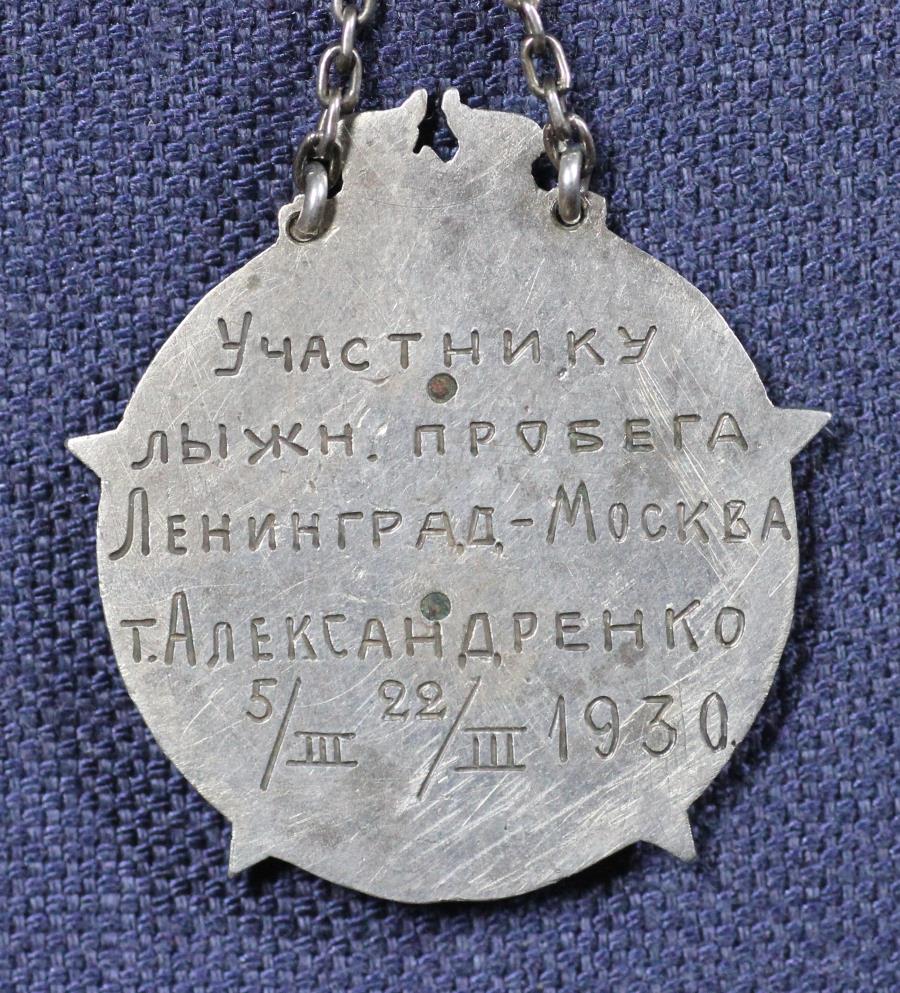 Участнику
лыжн. пробега
Ленинград-Москва
т. Александренко
5/III 22/III 1930.